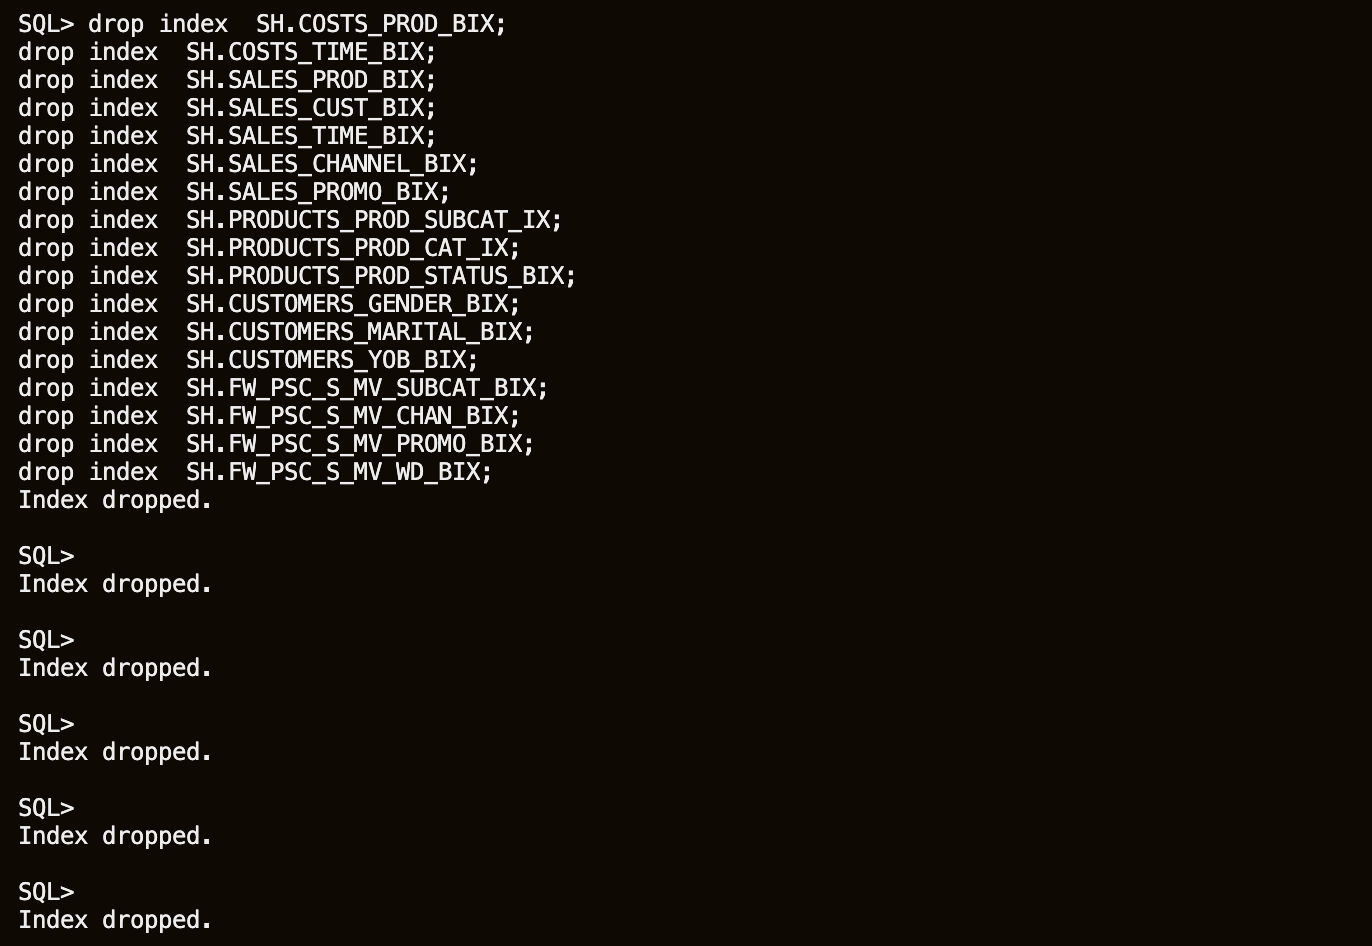 SQL> drop index  SH.COSTS_PROD_BIX;
drop index  SH.COSTS_TIME_BIX;
drop index  SH.SALES_PROD_BIX;
drop index  SH.SALES_CUST_BIX;
drop index  SH.SALES_TIME_BIX;
drop index  SH.SALES_CHANNEL_BIX;
drop index  SH.SALES_PROMO_BIX;
drop index  SH.PRODUCTS_PROD_SUBCAT_IX;
drop index  SH.PRODUCTS_PROD_CAT_IX;
drop index  SH.PRODUCTS_PROD_STATUS_BIX;
drop index  SH.CUSTOMERS_GENDER_BIX;
drop index  SH.CUSTOMERS_MARITAL_BIX;
drop index  SH.CUSTOMERS_YOB_BIX;
drop index  SH.FW_PSC_S_MV_SUBCAT_BIX;
drop index  SH.FW_PSC_S_MV_CHAN_BIX;
drop index  SH.FW_PSC_S_MV_PROMO_BIX;
drop index  SH.FW_PSC_S_MV_WD_BIX;
Index dropped.

SQL>
Index dropped.

SQL>
Index dropped.

SQL>
Index dropped.

SQL>
Index dropped.

SQL>
Index dropped.